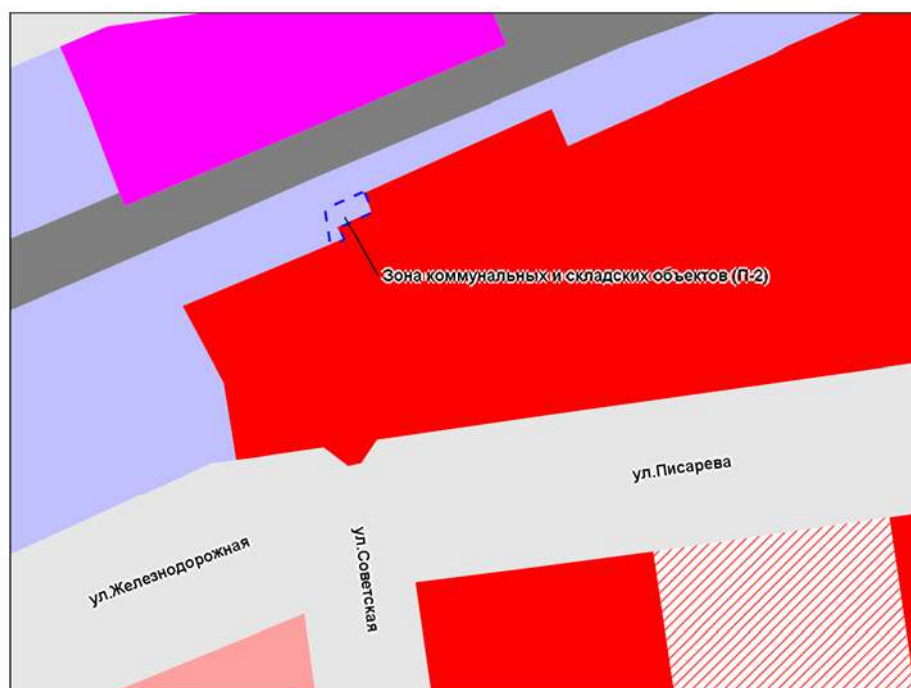 Зона коммунальных и складских объектов (П-2)
ул.Писарева
ул.Железнодорожная
ул.Советская